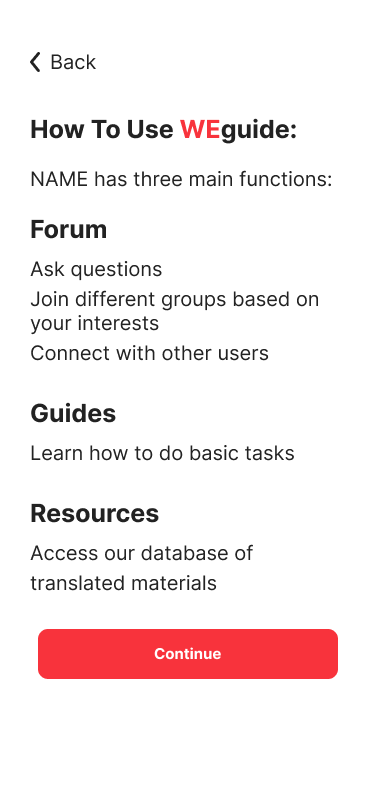 Back
How To Use WEguide:
NAME has three main functions:
Forum
Ask questions
Join different groups based on
your interests
Connect with other users
Guides
Learn how to do basic tasks
Resources
Access our database of
translated materials
Continue